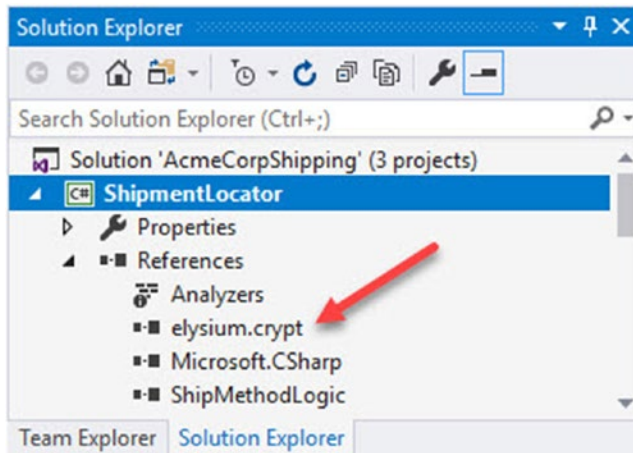 Solution Explorer
Search Solution Explorer (Ctrl+;)
Solution 'AcmeCorpShipping' (3 projects)
C# ShipmentLocator
Properties
References
Analyzers
elysium.crypt
Microsoft.CSharp
ShipMethodLogic
Team Explorer Solution Explorer